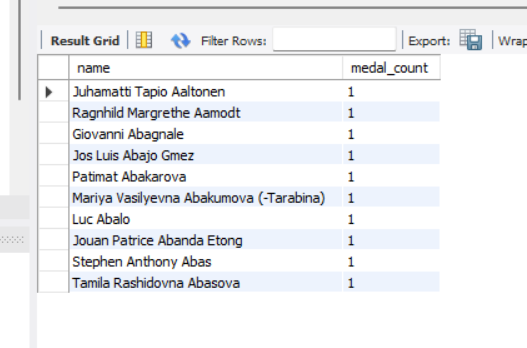 Result Grid Filter Rows: Export: Wrap
name medal_count
Juhamatti Tapio Aaltonen 1
Ragnhild Margrethe Aamodt 1
Giovanni Abagnale 1
Jos Luis Abajo Gmez 1
Patimat Abakarova 1
Mariya Vasilyevna Abakumova (-Tarabina) 1
Luc Abalo 1
Jouan Patrice Abanda Etong 1
Stephen Anthony Abas 1
Tamila Rashidovna Abasova 1